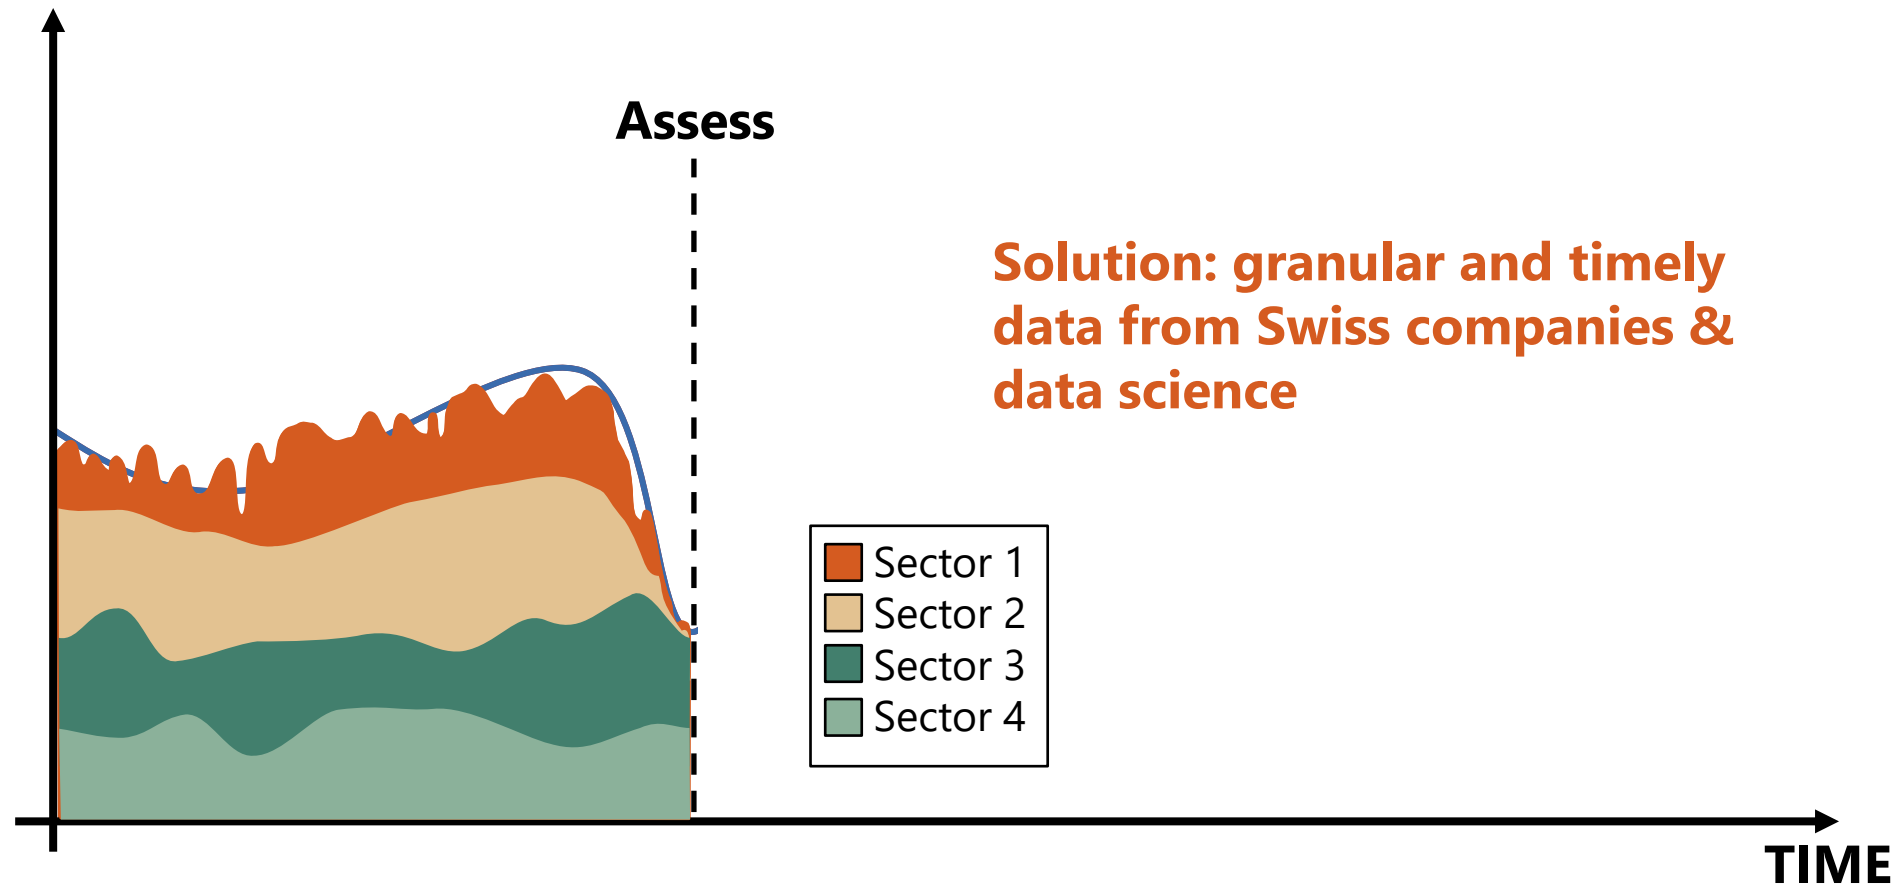 Assess
Solution: granular and timely
data from Swiss companies &
data science
Sector 1
Sector 2
Sector 3
Sector 4
TIME